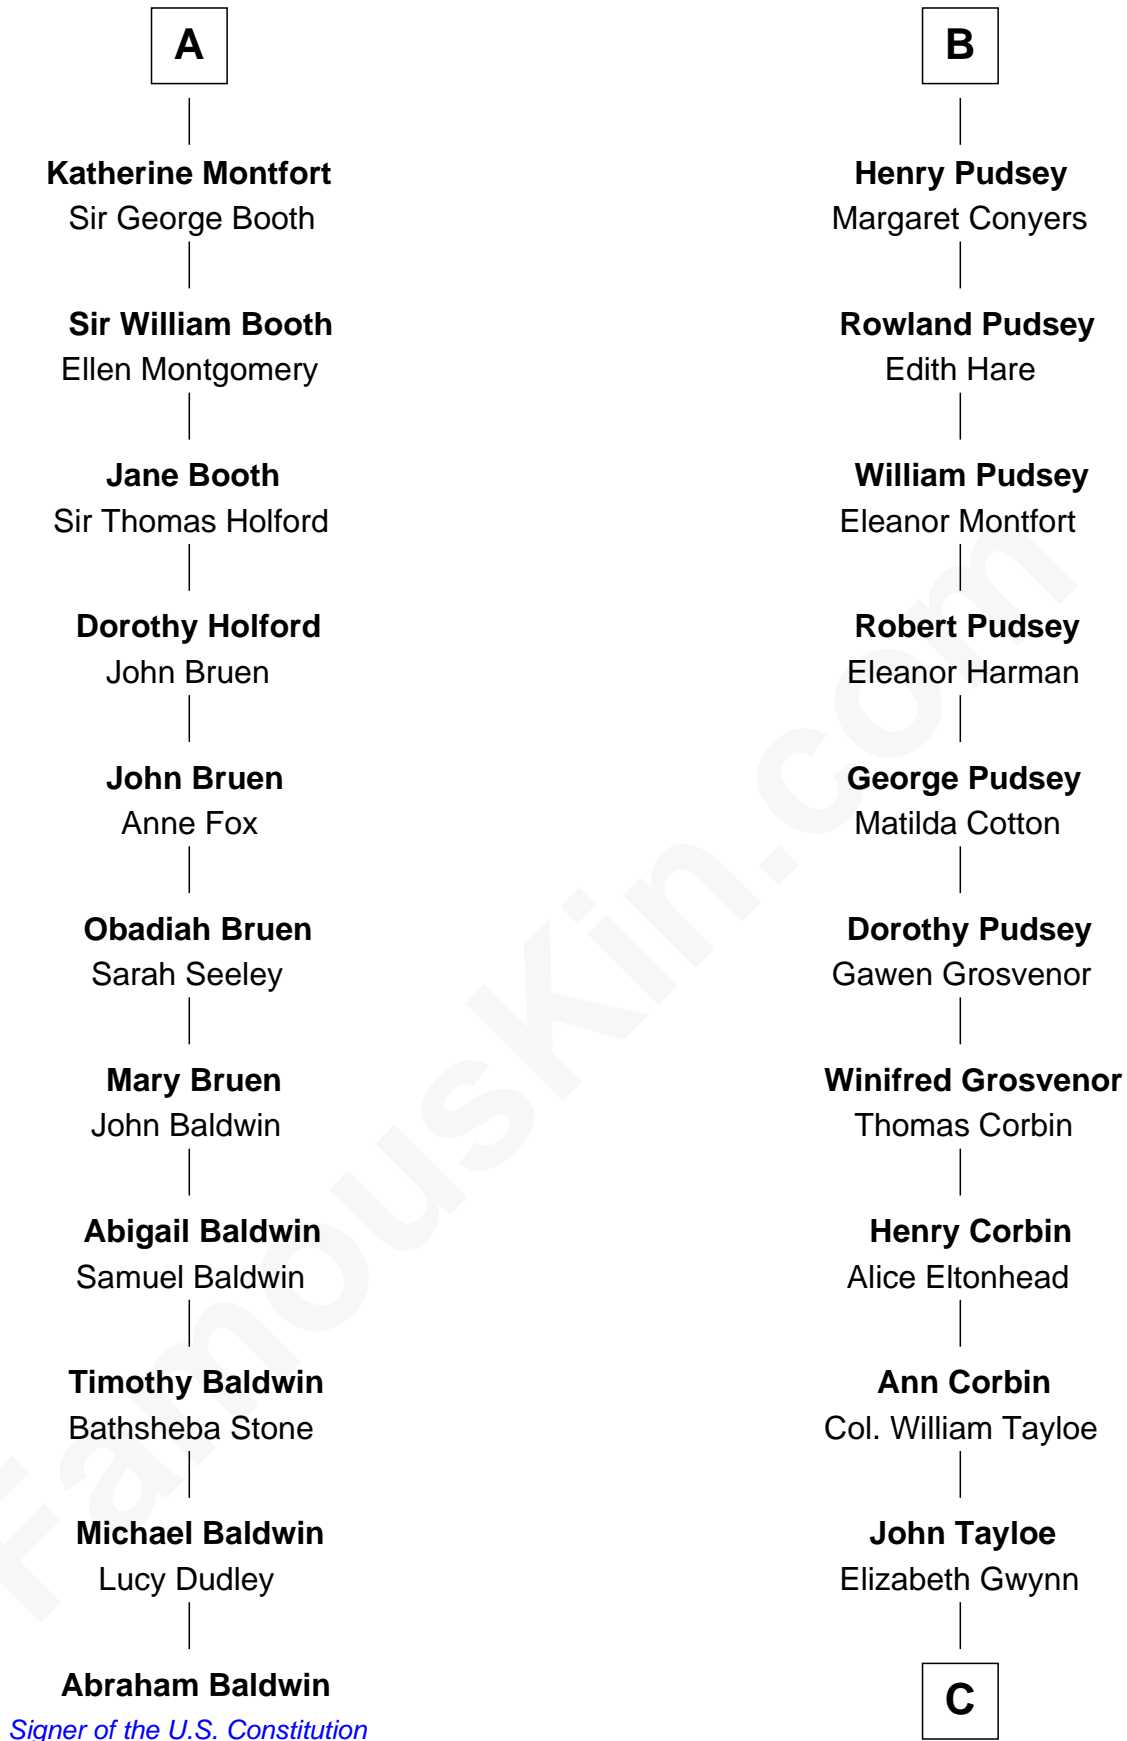 A
Katherine Montfort
Sir George Booth
Sir William Booth
Ellen Montgomery
Jane Booth
Sir Thomas Holford
Dorothy Holford
John Bruen
John Bruen
Anne Fox
Obadiah Bruen
Sarah Seeley
Mary Bruen
John Baldwin
Abigail Baldwin
Samuel Baldwin
Timothy Baldwin
Bathsheba Stone
Michael Baldwin
Lucy Dudley
Abraham Baldwin
Signer of the U.S. Constitution
B
Henry Pudsey
Margaret Conyers
Rowland Pudsey
Edith Hare
William Pudsey
Eleanor Montfort
Robert Pudsey
Eleanor Harman
George Pudsey
Matilda Cotton
Dorothy Pudsey
Gawen Grosvenor
Winifred Grosvenor
Thomas Corbin
Henry Corbin
Alice Eltonhead
Ann Corbin
Col. William Tayloe
John Tayloe
Elizabeth Gwynn
C
FamousKin.com